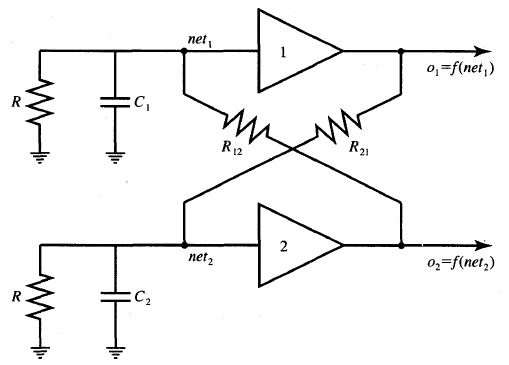 net₁
1
o₁=f(net₁)
R
C₁
R₁₂
R₂₁
2
net₂
o₂=f(net₂)
R
C₂